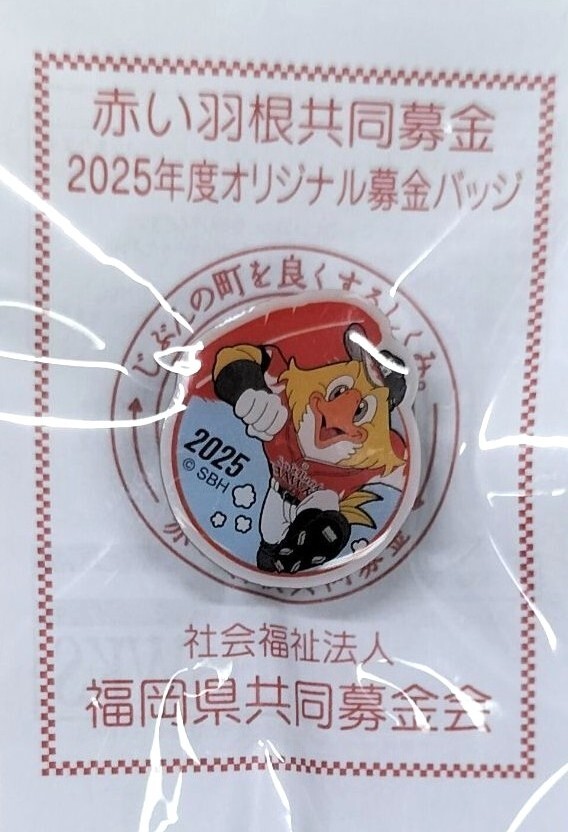 赤い羽根共同募金
2025年度オリジナル募金バッジ
じぶんの町を良くするしくみ。
2025
© SBH
社会福祉法人
福岡県共同募金会